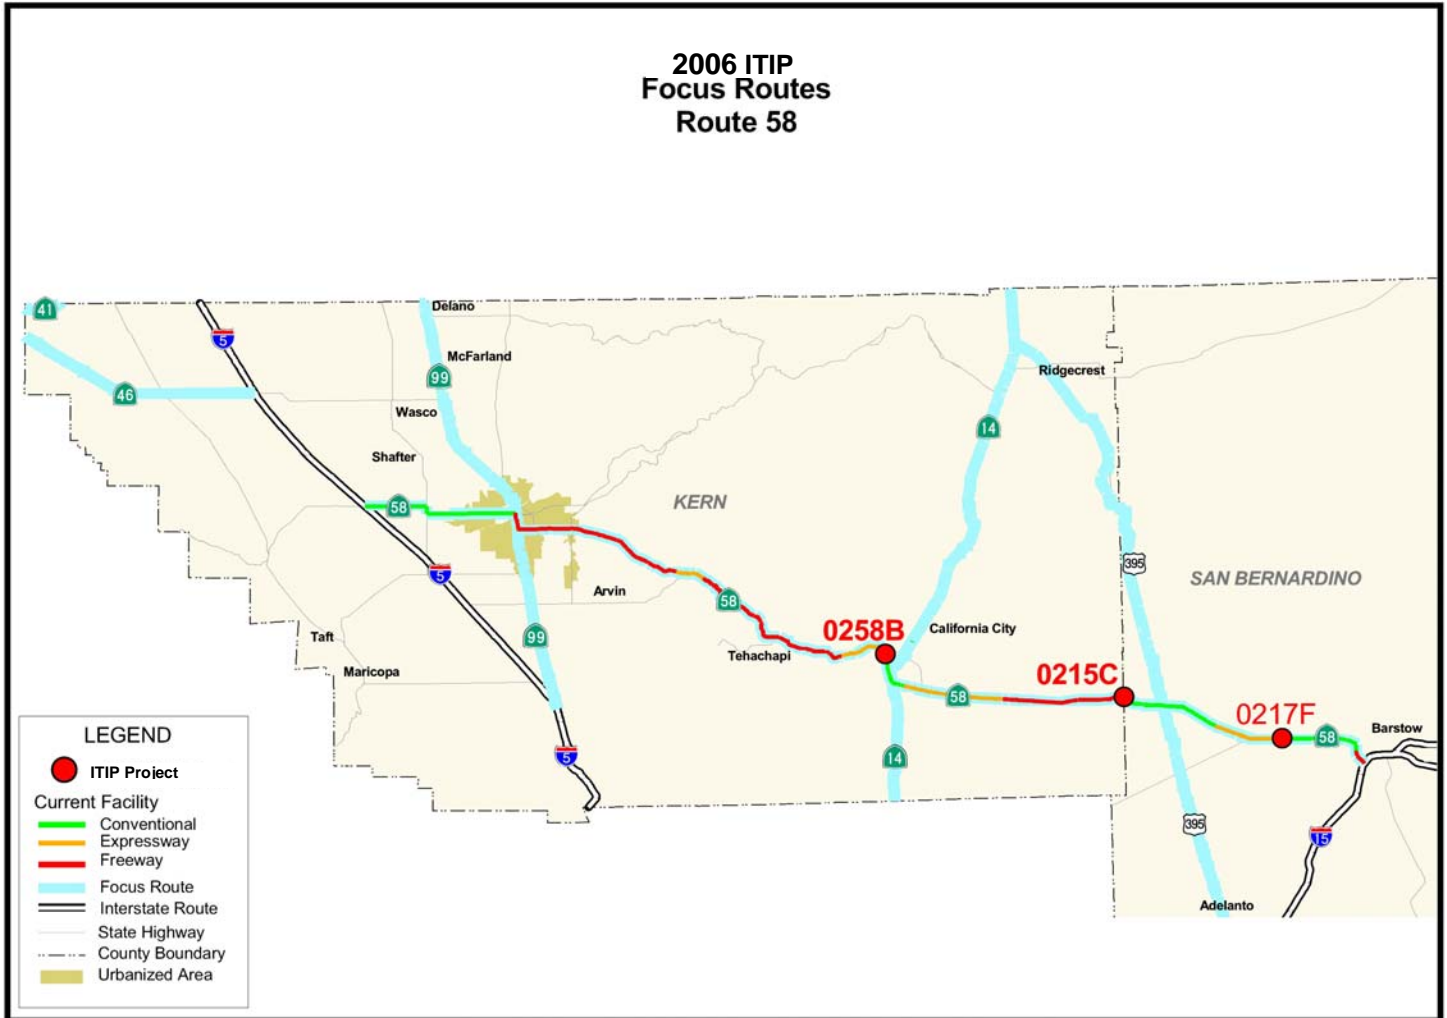 2006 ITIP
Focus Routes
Route 58
41
5
Delano
McFarland
99
46
Wasco
Ridgecrest
14
Shafter
58
KERN
395
5
SAN BERNARDINO
Arvin
58
Taft
99
0258B
California City
Tehachapi
Maricopa
0215C
58
0217F
58
Barstow
5
14
395
15
Adelanto
LEGEND
ITIP Project
Current Facility
Conventional
Expressway
Freeway
Focus Route
Interstate Route
State Highway
County Boundary
Urbanized Area